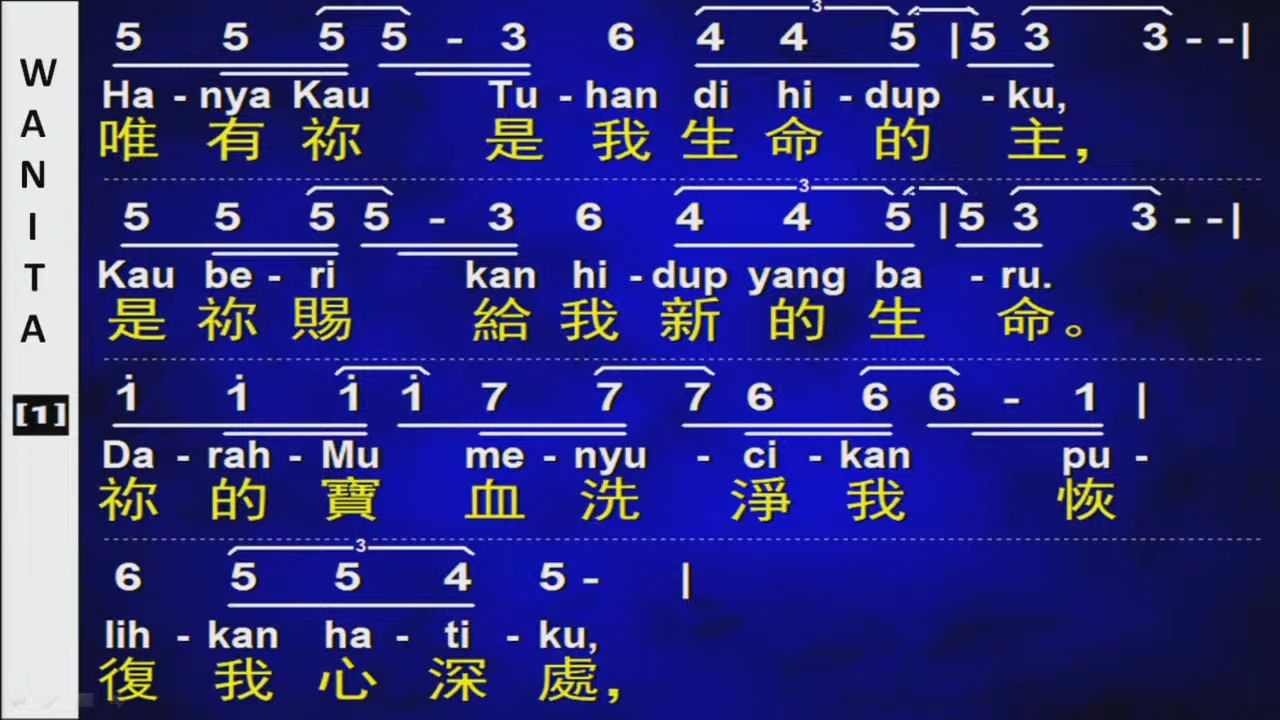 WANITA
[1]
5 5 5 5 - 3 6 4 4 5 | 5 3 3 - - |
3
Ha - nya Kau Tu - han di hi - dup - ku,
唯有祢 是我生命的主，
5 5 5 5 - 3 6 4 4 5 | 5 3 3 - - |
3
Kau be - ri kan hi - dup yang ba - ru.
是祢賜 給我新的生命。
i i i i 7 7 7 6 6 6 - 1 |
Da - rah - Mu me - nyu - ci - kan pu -
祢的寶血洗淨我 恢
6 5 5 4 5 - |
3
lih - kan ha - ti - ku,
復我心深處，